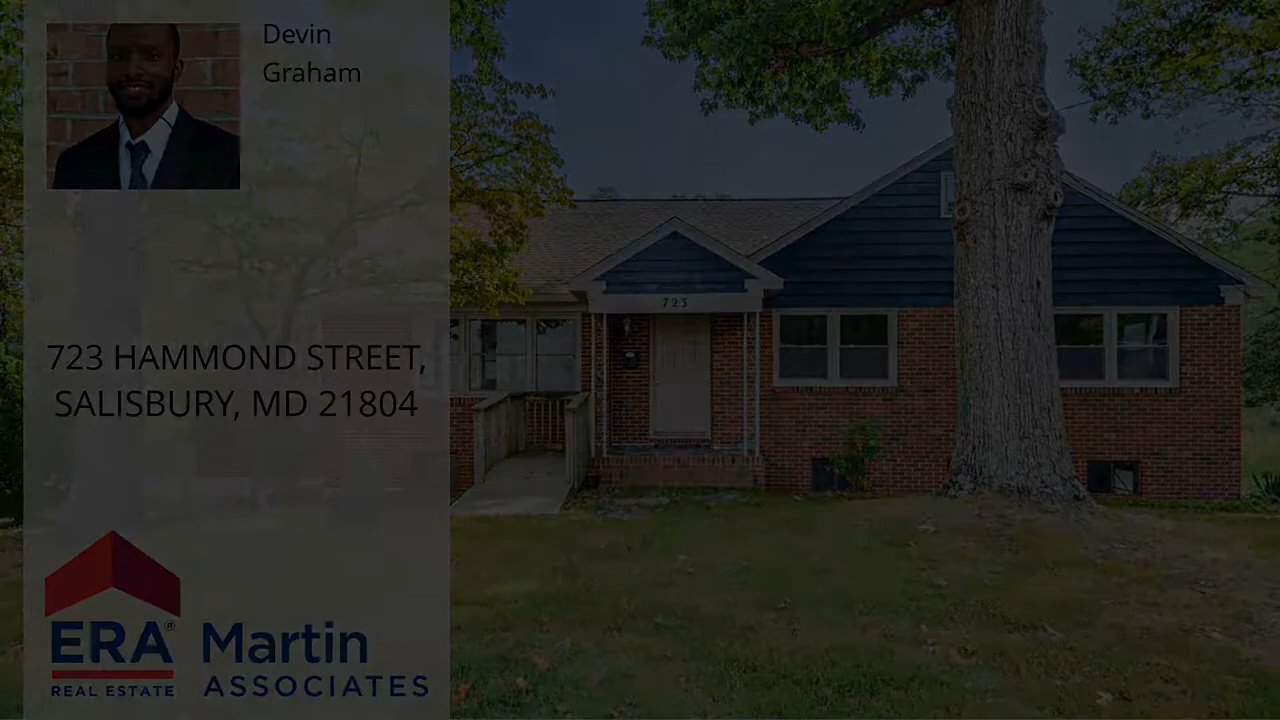 Devin
Graham
723
723 HAMMOND STREET,
SALISBURY, MD 21804
ERA®
REAL ESTATE
Martin
ASSOCIATES